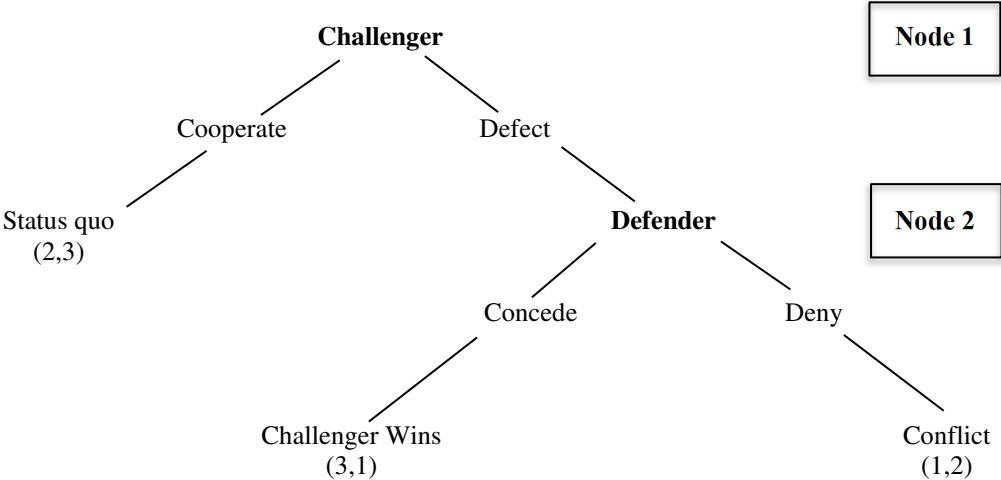 Challenger
Node 1
Cooperate
Defect
Status quo
(2,3)
Defender
Node 2
Concede
Deny
Challenger Wins
(3,1)
Conflict
(1,2)